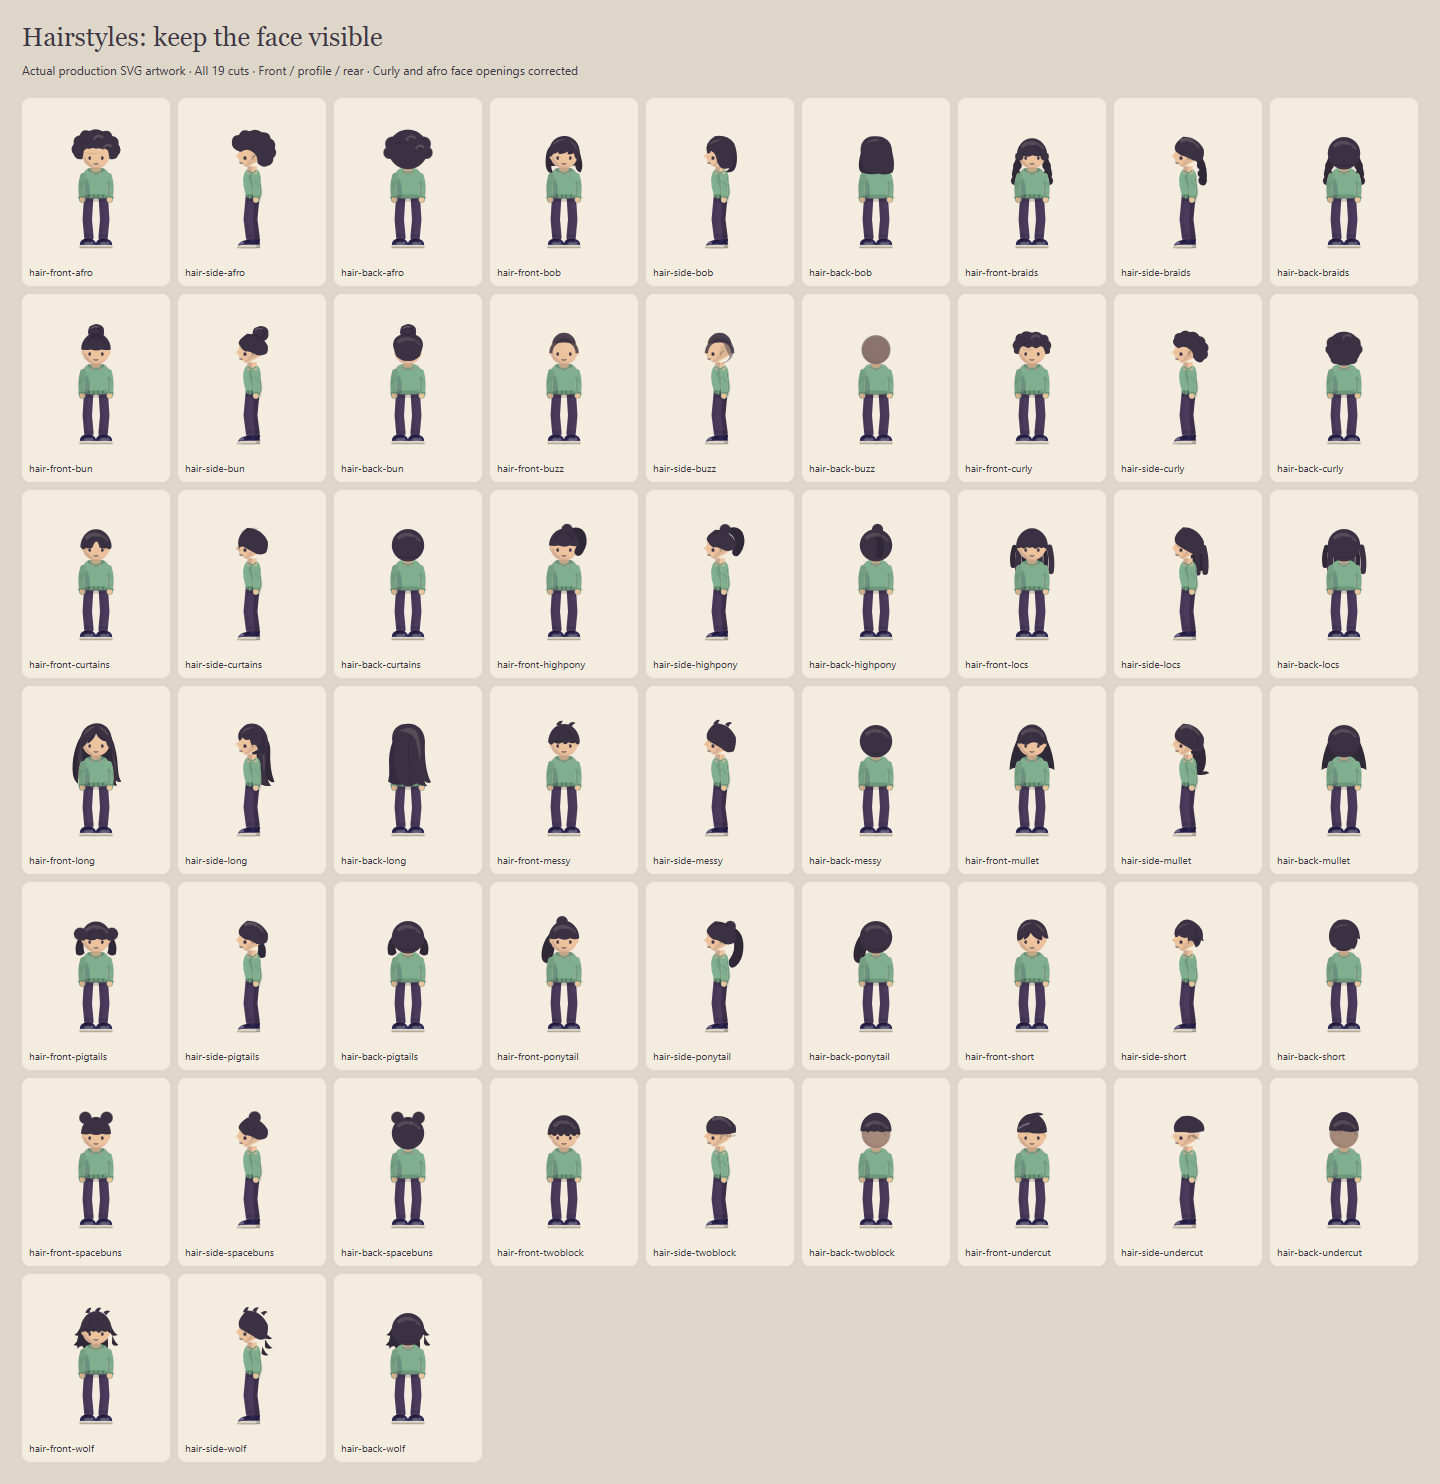 Hairstyles: keep the face visible
Actual production SVG artwork · All 19 cuts · Front / profile / rear · Curly and afro face openings corrected
hair-front-afro
hair-side-afro
hair-back-afro
hair-front-bob
hair-side-bob
hair-back-bob
hair-front-braids
hair-side-braids
hair-back-braids
hair-front-bun
hair-side-bun
hair-back-bun
hair-front-buzz
hair-side-buzz
hair-back-buzz
hair-front-curly
hair-side-curly
hair-back-curly
hair-front-curtains
hair-side-curtains
hair-back-curtains
hair-front-highpony
hair-side-highpony
hair-back-highpony
hair-front-locs
hair-side-locs
hair-back-locs
hair-front-long
hair-side-long
hair-back-long
hair-front-messy
hair-side-messy
hair-back-messy
hair-front-mullet
hair-side-mullet
hair-back-mullet
hair-front-pigtails
hair-side-pigtails
hair-back-pigtails
hair-front-ponytail
hair-side-ponytail
hair-back-ponytail
hair-front-short
hair-side-short
hair-back-short
hair-front-spacebuns
hair-side-spacebuns
hair-back-spacebuns
hair-front-twoblock
hair-side-twoblock
hair-back-twoblock
hair-front-undercut
hair-side-undercut
hair-back-undercut
hair-front-wolf
hair-side-wolf
hair-back-wolf